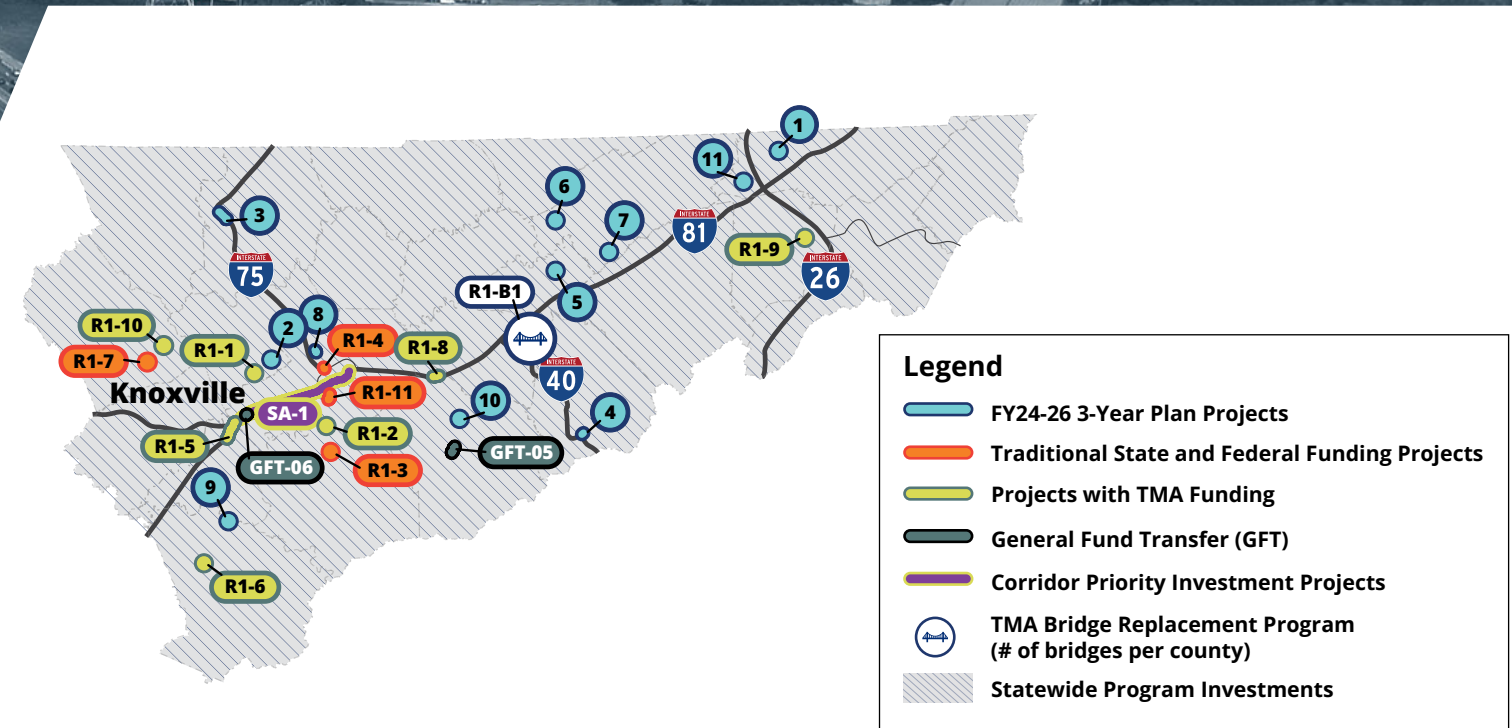 1
11
6
3
7
INTERSTATE
81
R1-9
INTERSTATE
75
INTERSTATE
26
R1-B1
5
R1-10
2
8
R1-4
R1-8
R1-7
R1-1
INTERSTATE
40
Knoxville
R1-11
SA-1
10
4
R1-5
R1-2
GFT-05
GFT-06
R1-3
9
R1-6
Legend
FY24-26 3-Year Plan Projects
Traditional State and Federal Funding Projects
Projects with TMA Funding
General Fund Transfer (GFT)
Corridor Priority Investment Projects
TMA Bridge Replacement Program
(# of bridges per county)
Statewide Program Investments